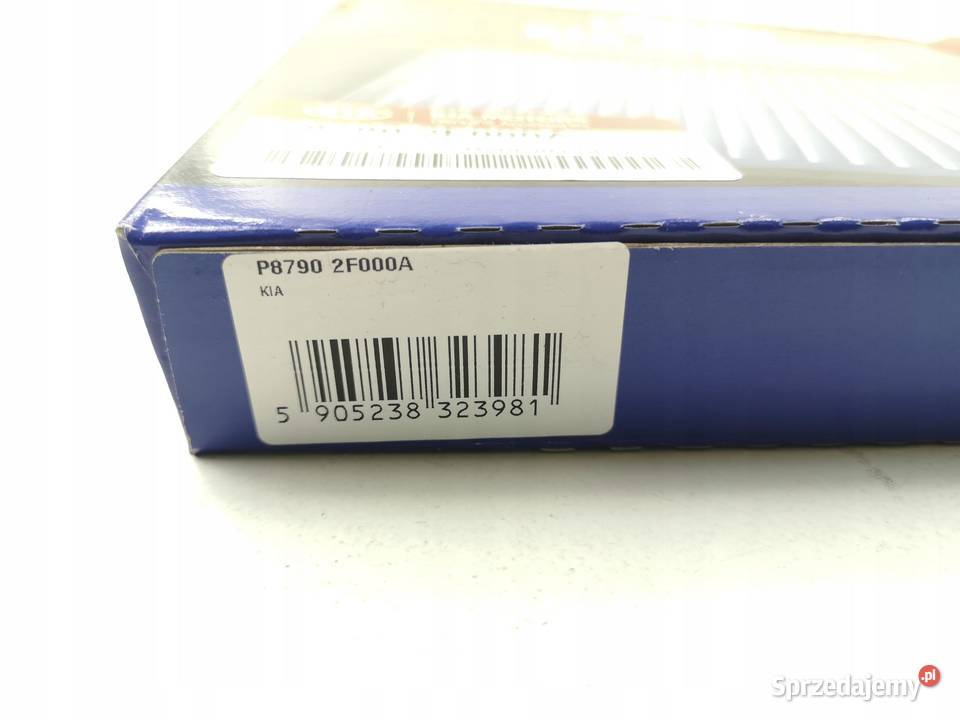 P8790 2F000A
KIA
5 905238 323981
Sprzedajemy.pl